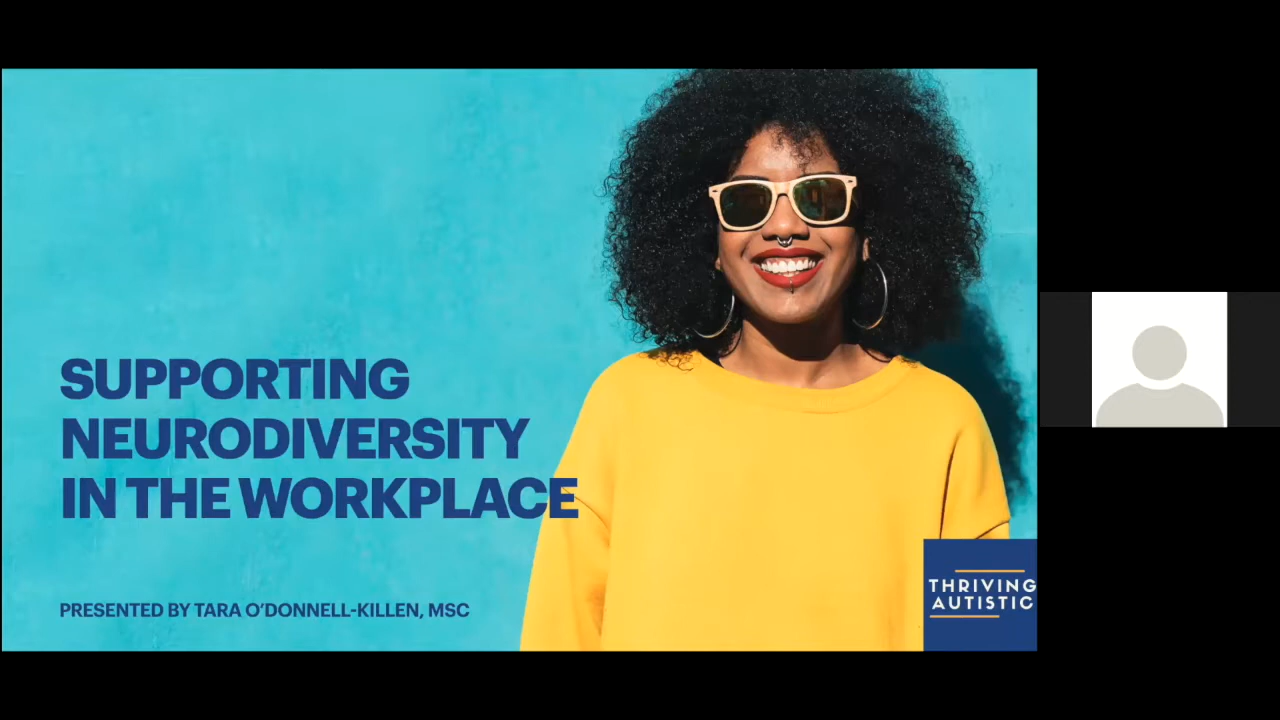 SUPPORTING
NEURODIVERSITY
IN THE WORKPLACE
PRESENTED BY TARA O’DONNELL-KILLEN, MSC
THRIVING
AUTISTIC